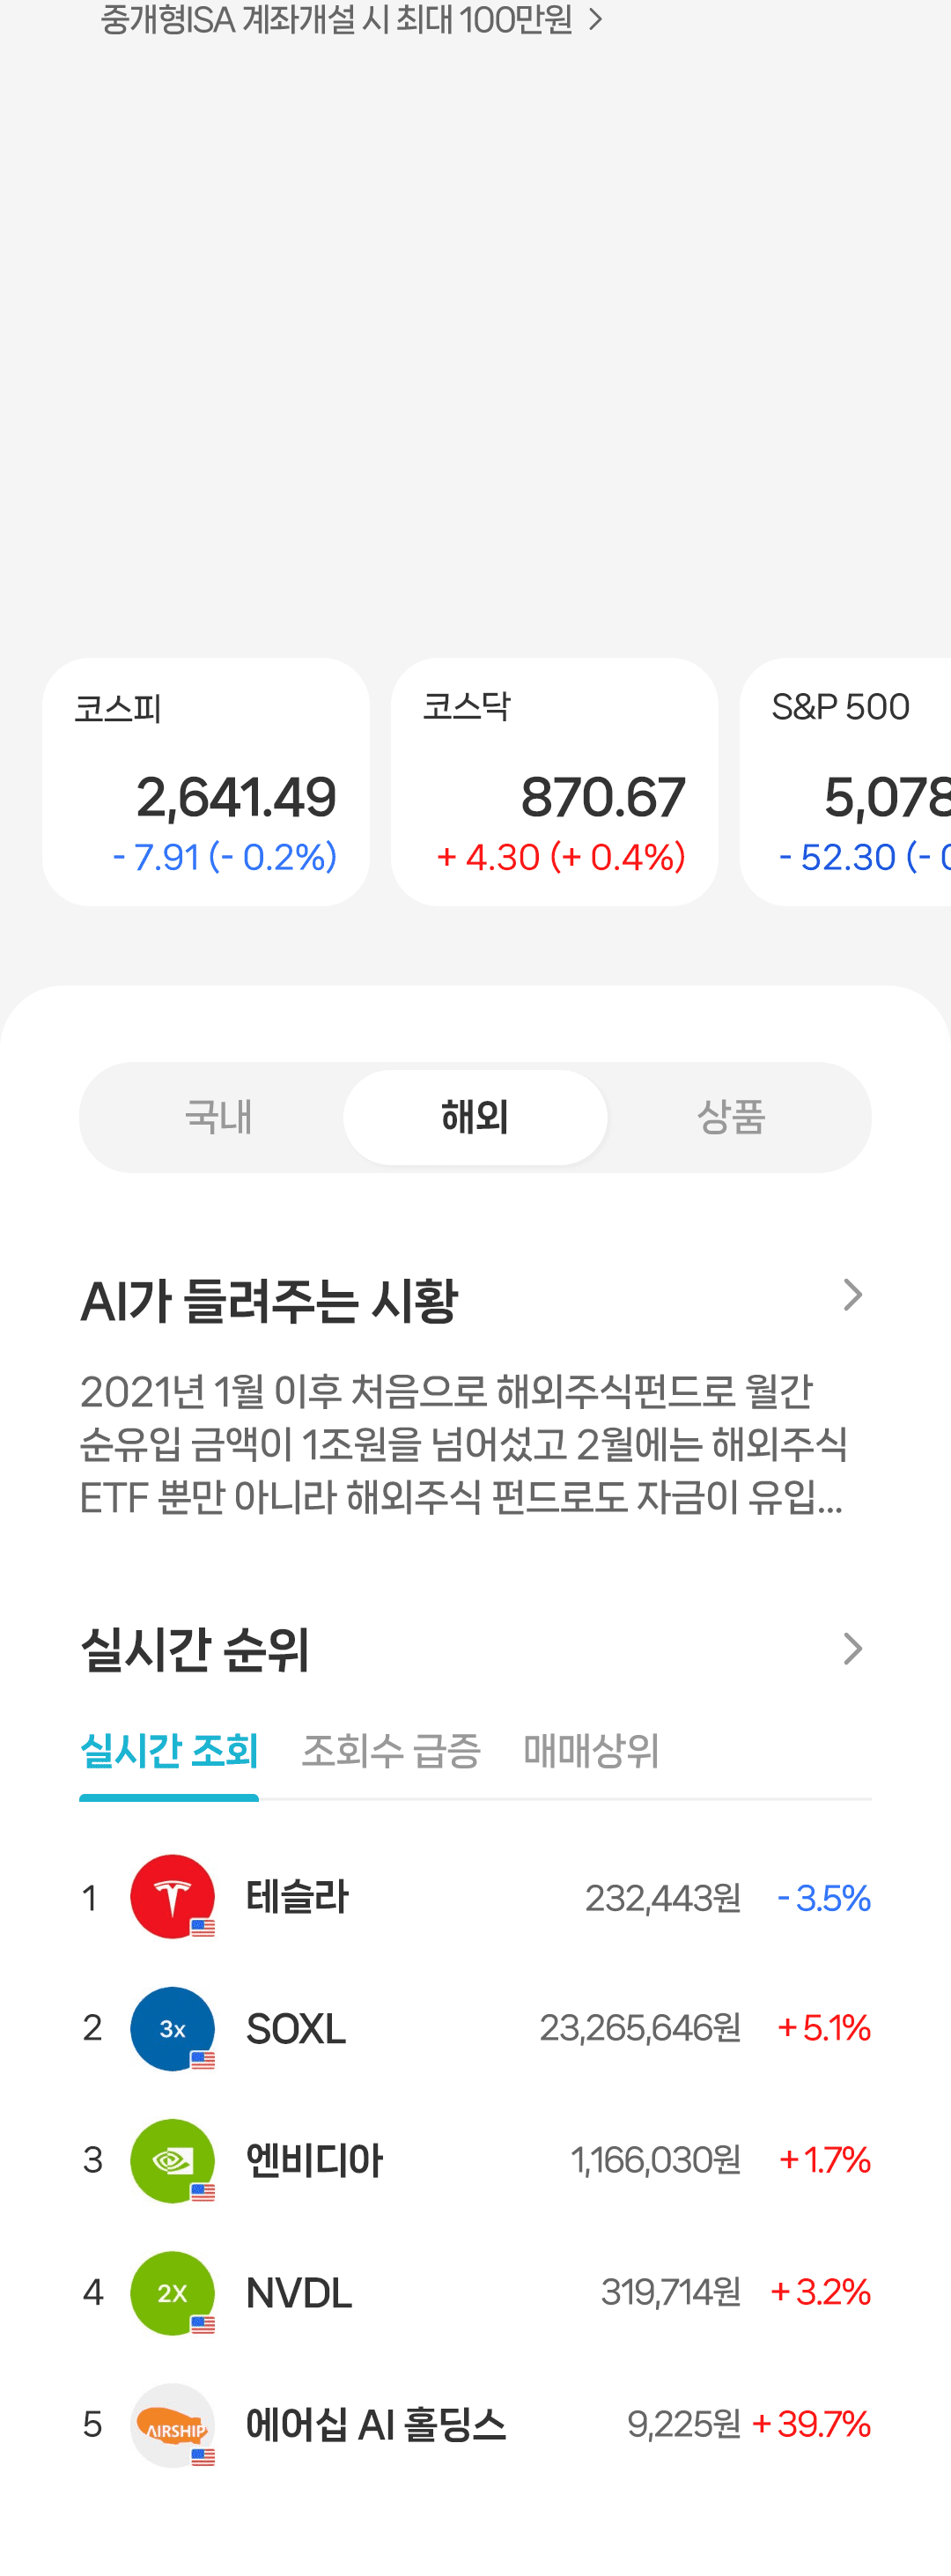 중개형ISA 계좌개설 시 최대 100만원 >
코스피
2,641.49
- 7.91 (- 0.2%)
코스닥
870.67
+ 4.30 (+ 0.4%)
S&P 500
5,078
- 52.30 (- 0
국내 해외 상품
AI가 들려주는 시황 >
2021년 1월 이후 처음으로 해외주식펀드로 월간
순유입 금액이 1조원을 넘어섰고 2월에는 해외주식
ETF 뿐만 아니라 해외주식 펀드로도 자금이 유입...
실시간 순위 >
실시간 조회 조회수 급증 매매상위
1 테슬라 232,443원 - 3.5%
2 3x SOXL 23,265,646원 + 5.1%
3 엔비디아 1,166,030원 + 1.7%
4 2X NVDL 319,714원 + 3.2%
5 AIRSHIP 에어십 AI 홀딩스 9,225원 + 39.7%